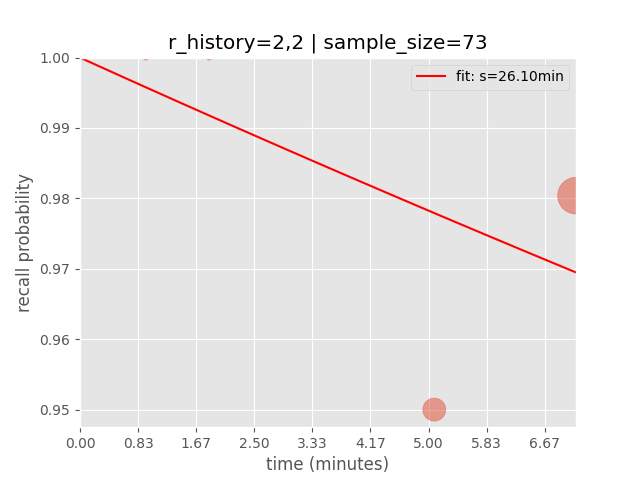 r_history=2,2 | sample_size=73
fit: s=26.10min
recall probability
1.00
0.99
0.98
0.97
0.96
0.95
0.00 0.83 1.67 2.50 3.33 4.17 5.00 5.83 6.67
time (minutes)